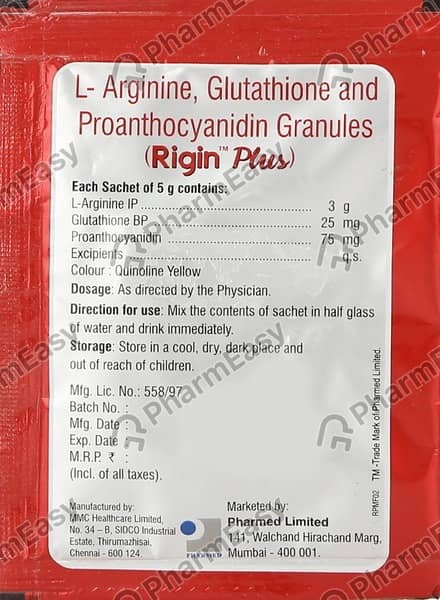 L- Arginine, Glutathione and
Proanthocyanidin Granules
(Rigin™ Plus)
Each Sachet of 5 g contains:
L-Arginine IP 3 g
Glutathione BP 25 mg
Proanthocyanidin 75 mg
Excipients q.s.
Colour : Quinoline Yellow
Dosage: As directed by the Physician.
Direction for use: Mix the contents of sachet in half glass
of water and drink immediately.
Storage: Store in a cool, dry, dark place and
out of reach of children.
Mfg. Lic. No.: 558/97
Batch No. :
Mfg. Date :
Exp. Date :
M.R.P. ₹ :
(Incl. of all taxes).
Manufactured by:
MMC Healthcare Limited,
No. 34 – B, SIDCO Industrial
Estate, Thirumazhisai,
Chennai - 600 124.
PHARMED
Marketed by:
Pharmed Limited
141, Walchand Hirachand Marg,
Mumbai - 400 001.
RPMF02
TM -Trade Mark of Pharmed Limited.
PharmEasy